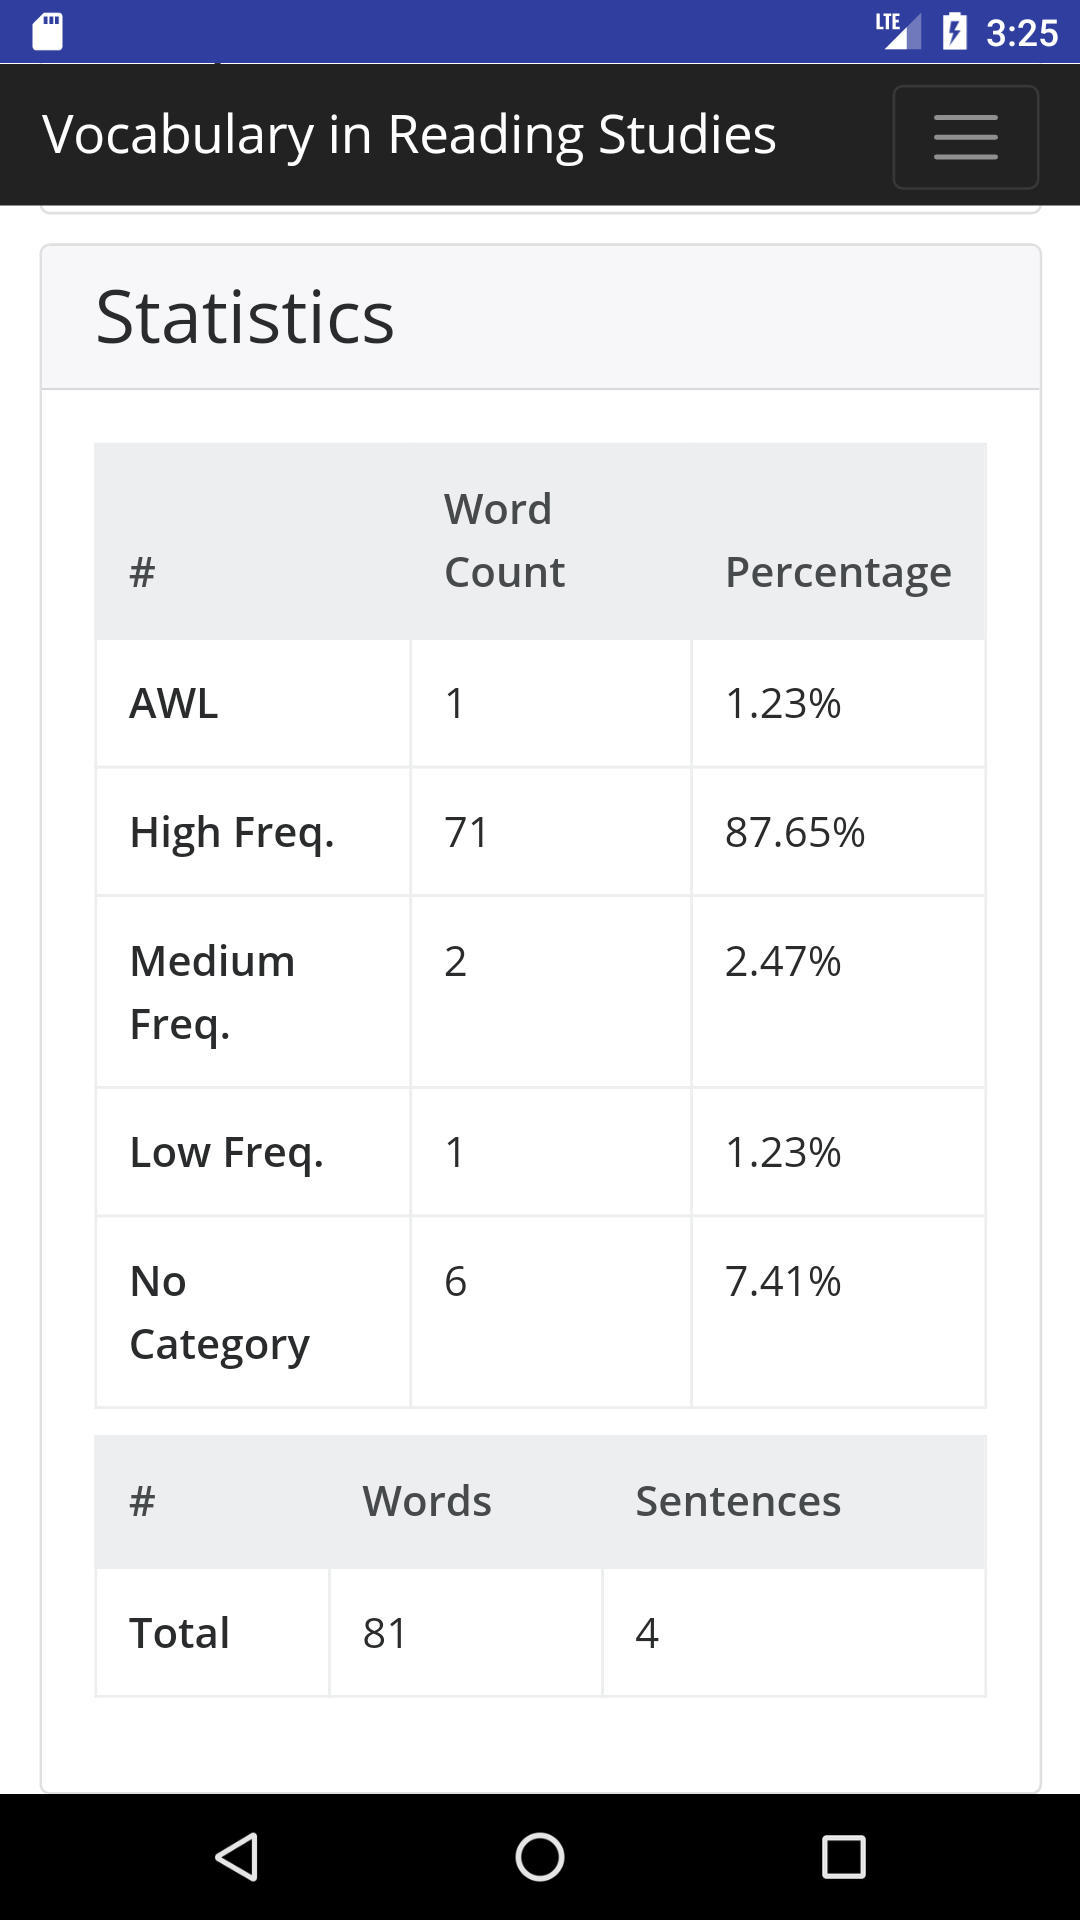 LTE 3:25
Vocabulary in Reading Studies
Statistics
Word
# Count Percentage
AWL 1 1.23%
High Freq. 71 87.65%
Medium 2 2.47%
Freq.
Low Freq. 1 1.23%
No 6 7.41%
Category
# Words Sentences
Total 81 4